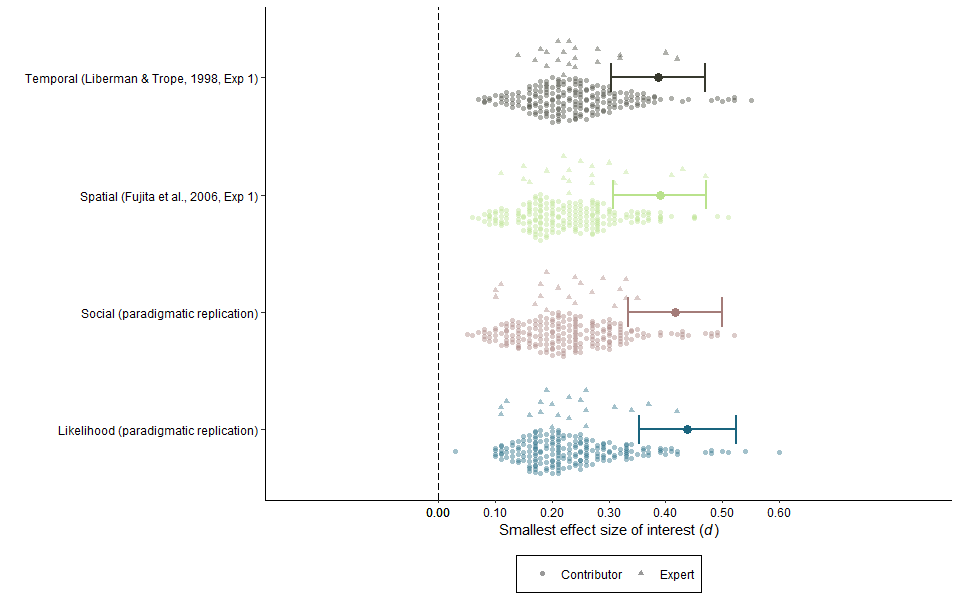 Temporal (Liberman & Trope, 1998, Exp 1)
Spatial (Fujita et al., 2006, Exp 1)
Social (paradigmatic replication)
Likelihood (paradigmatic replication)
0.00 0.10 0.20 0.30 0.40 0.50 0.60
Smallest effect size of interest (d)
Contributor Expert